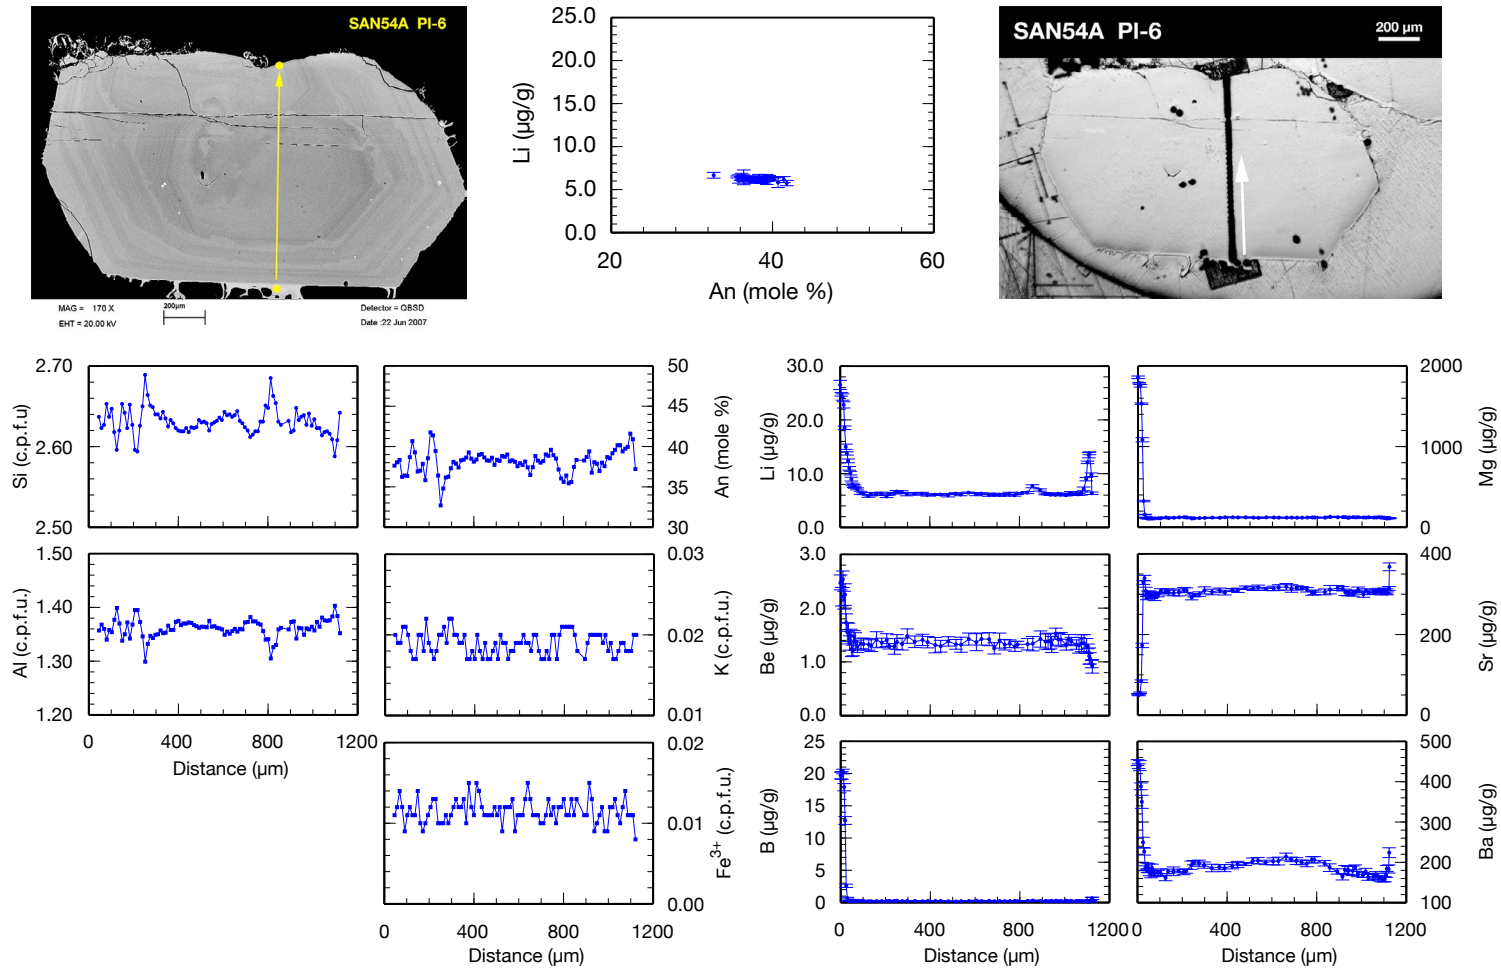 SAN54A PI-6
MAG = 170 X
EHT = 20.00 kV
200µm
Detector = QBSD
Date :22 Jun 2007
25.0
20.0
15.0
10.0
5.0
0.0
Li (µg/g)
20 40 60
An (mole %)
SAN54A PI-6
200 µm
2.70
2.60
2.50
Si (c.p.f.u)
50
45
40
35
30
An (mole %)
30.0
20.0
10.0
0.0
Li (µg/g)
2000
1000
0
Mg (µg/g)
1.50
1.40
1.30
1.20
Al (c.p.f.u.)
0 400 800 1200
Distance (µm)
0.03
0.02
0.01
K (c.p.f.u.)
3.0
2.0
1.0
0.0
Be (µg/g)
400
200
0
Sr (µg/g)
0.02
0.01
0.00
Fe³⁺ (c.p.f.u.)
0 400 800 1200
Distance (µm)
25
20
15
10
5
0
B (µg/g)
0 400 800 1200
Distance (µm)
500
400
300
200
100
Ba (µg/g)
0 400 800 1200
Distance (µm)